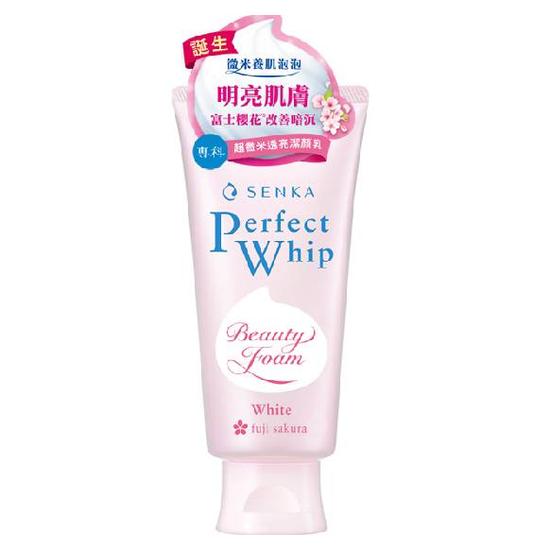 誕生
微米養肌泡泡
明亮肌膚
富士櫻花 改善暗沉
専科
超微米透亮潔顏乳
SENKA
Perfect
Whip
Beauty
Foam
White
fuji sakura